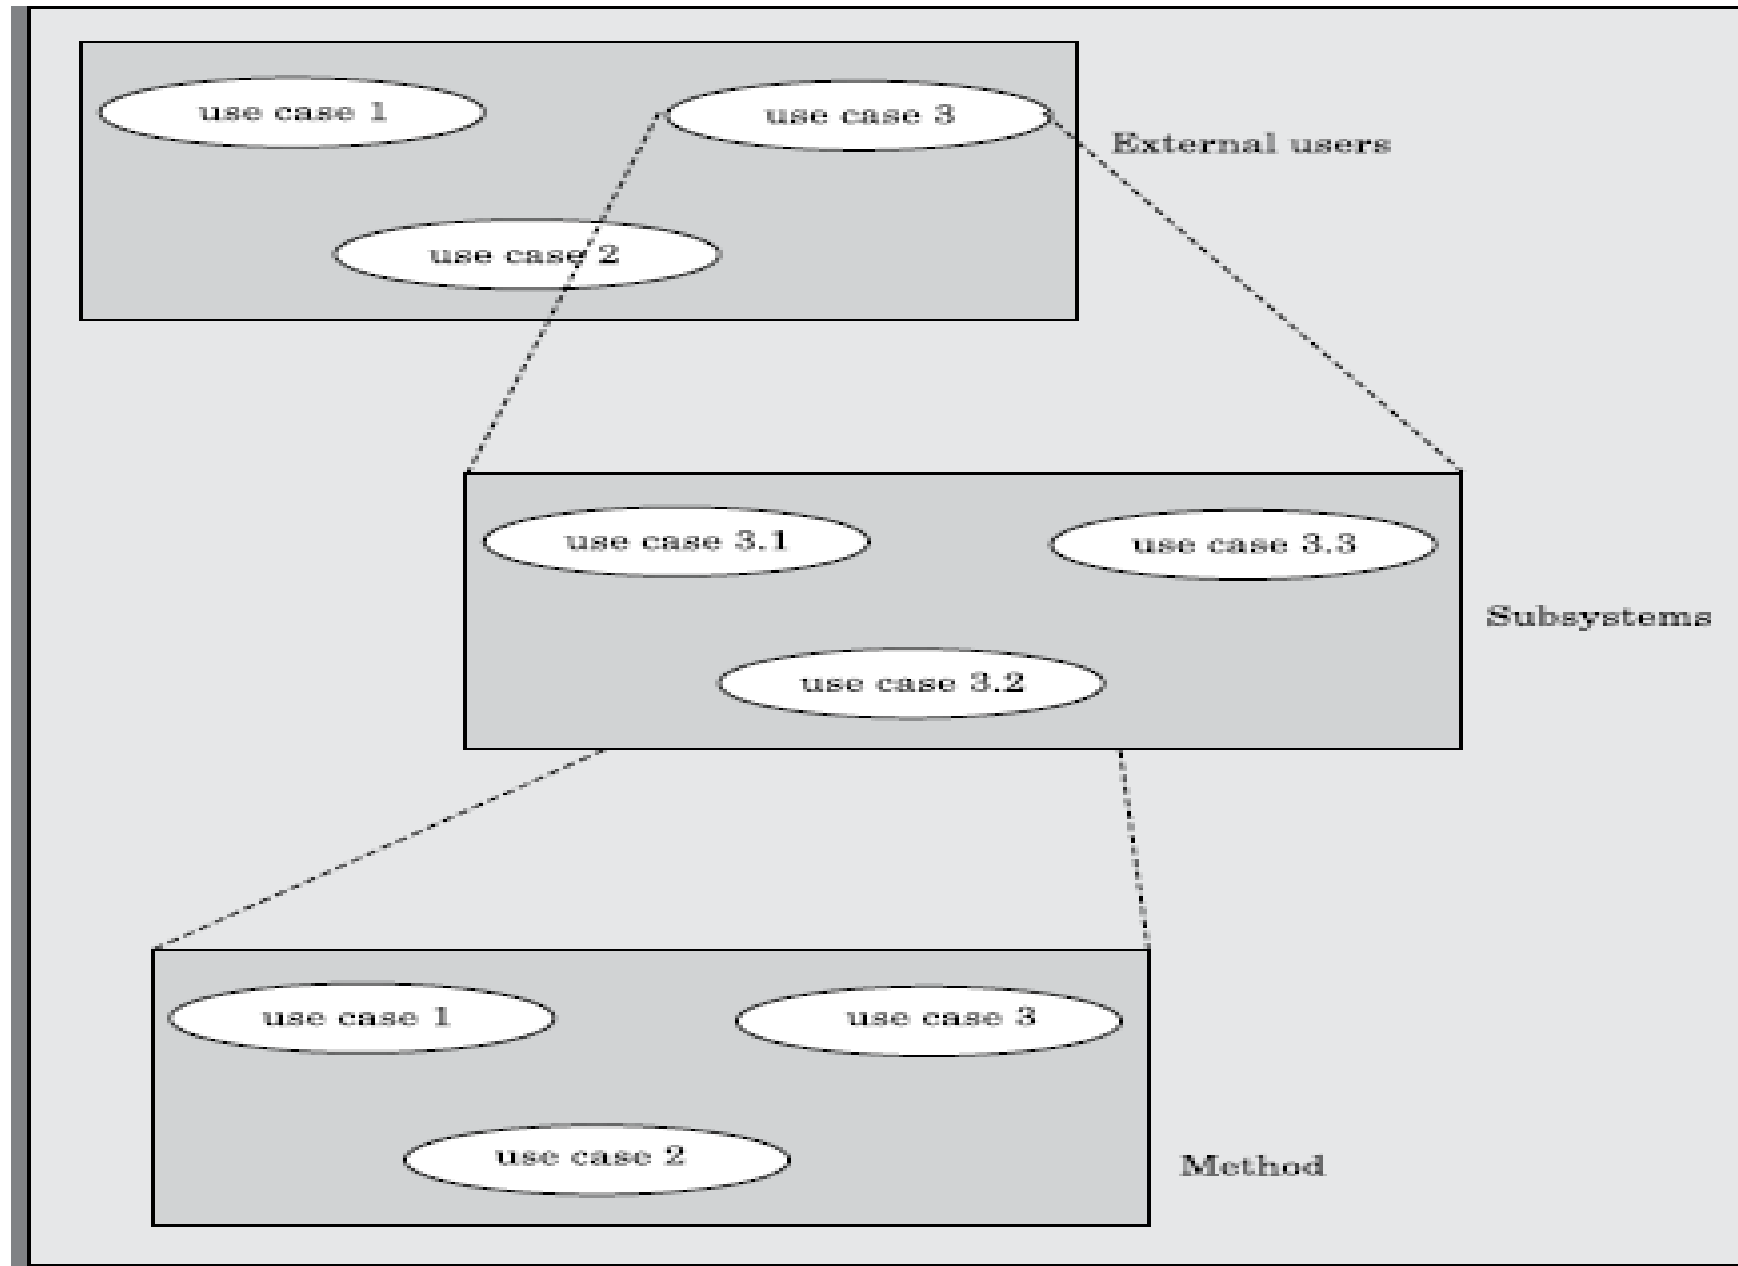 use case 1
use case 3
External users
use case 2
use case 3.1
use case 3.3
Subsystems
use case 3.2
use case 1
use case 3
use case 2
Method